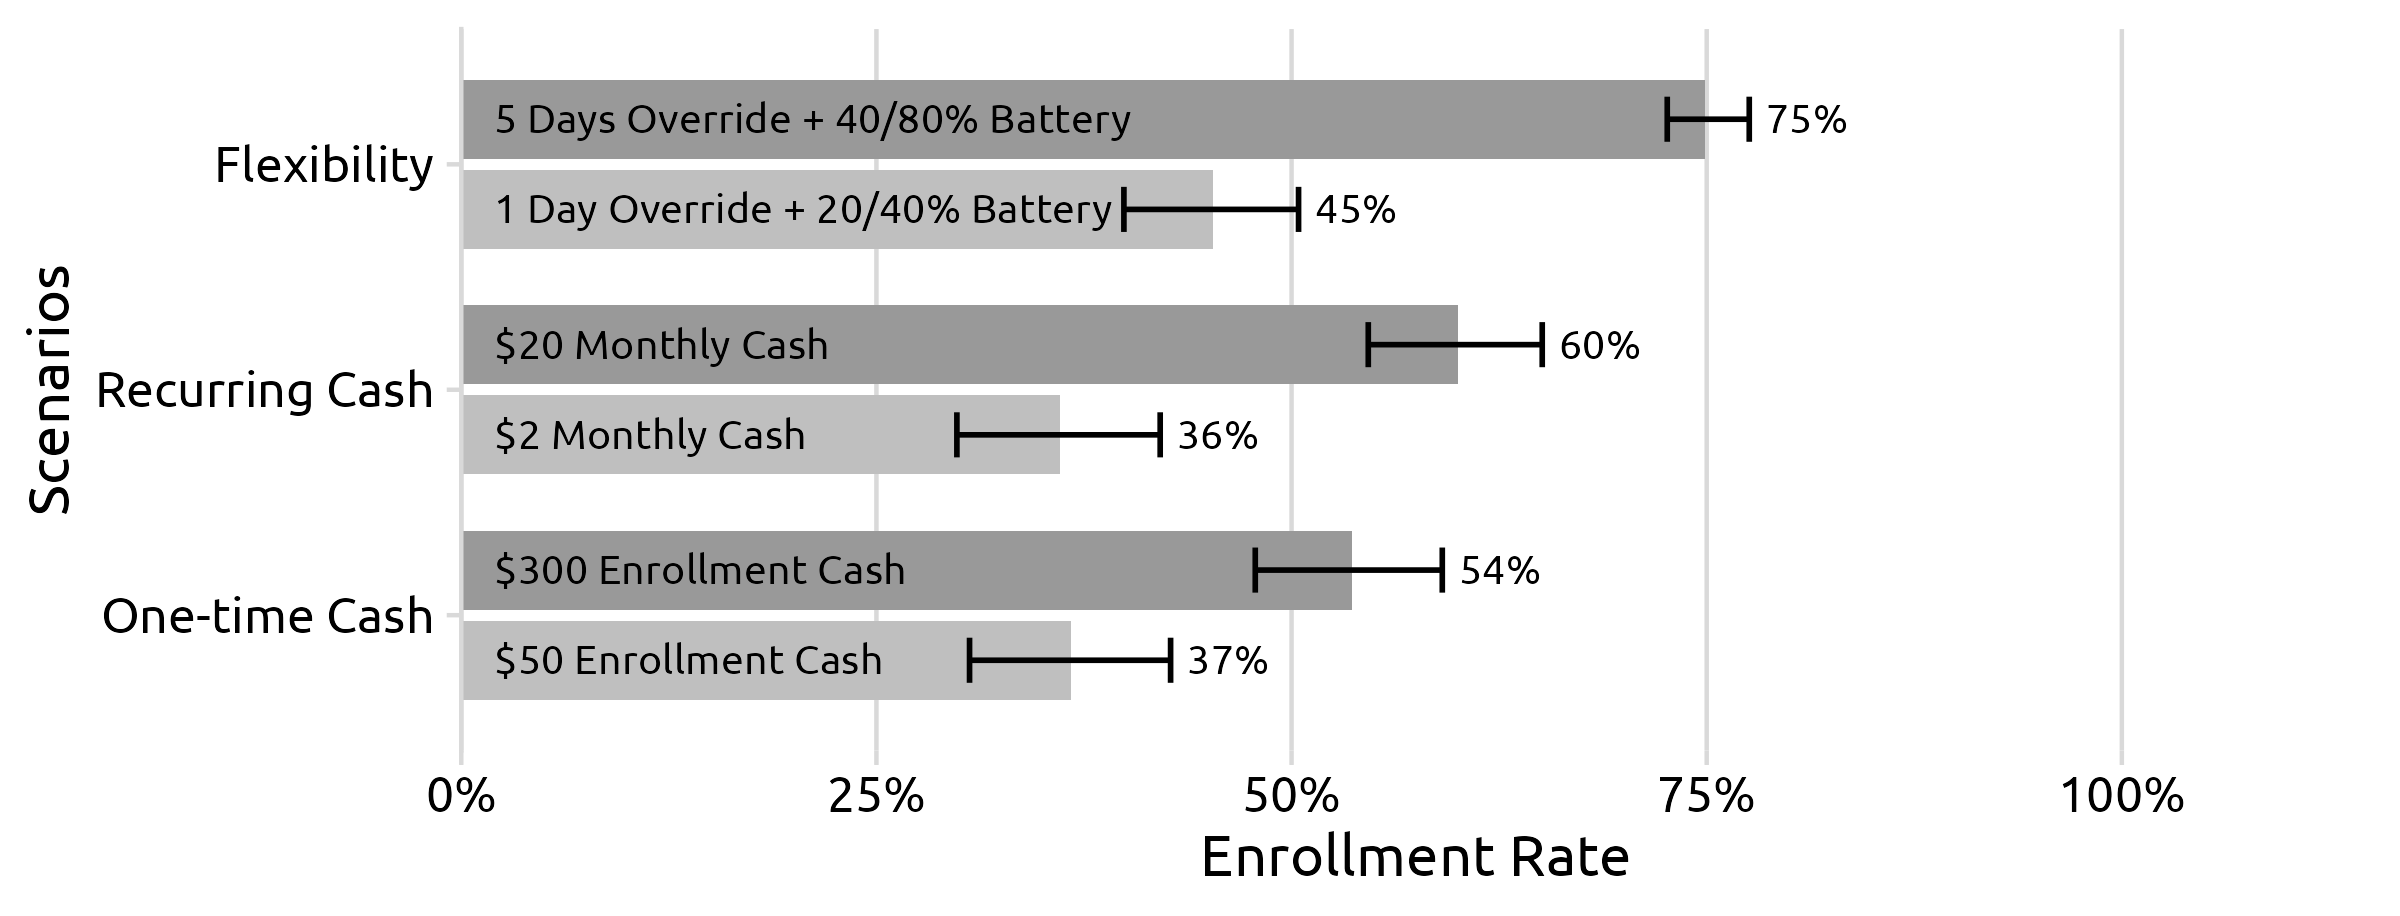 Scenarios
Flexibility
5 Days Override + 40/80% Battery
75%
1 Day Override + 20/40% Battery
45%
Recurring Cash
$20 Monthly Cash
60%
$2 Monthly Cash
36%
One-time Cash
$300 Enrollment Cash
54%
$50 Enrollment Cash
37%
0% 25% 50% 75% 100%
Enrollment Rate